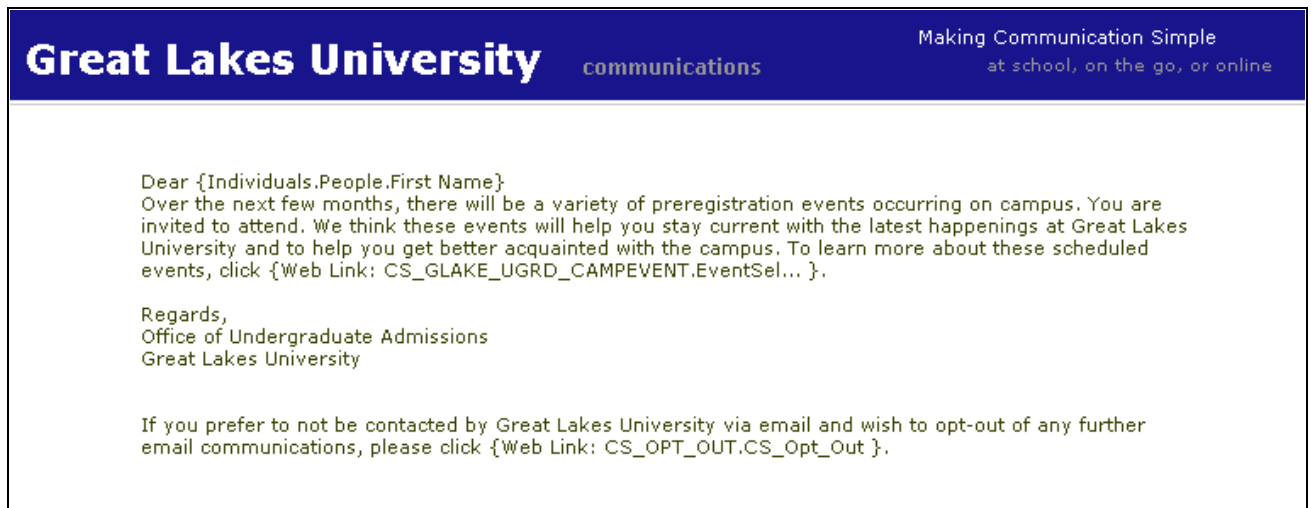 Great Lakes University communications
Making Communication Simple
at school, on the go, or online
Dear {Individuals.People.First Name}
Over the next few months, there will be a variety of preregistration events occurring on campus. You are
invited to attend. We think these events will help you stay current with the latest happenings at Great Lakes
University and to help you get better acquainted with the campus. To learn more about these scheduled
events, click {Web Link: CS_GLAKE_UGRD_CAMPEVENT.EventSel... }.
Regards,
Office of Undergraduate Admissions
Great Lakes University
If you prefer to not be contacted by Great Lakes University via email and wish to opt-out of any further
email communications, please click {Web Link: CS_OPT_OUT.CS_Opt_Out }.